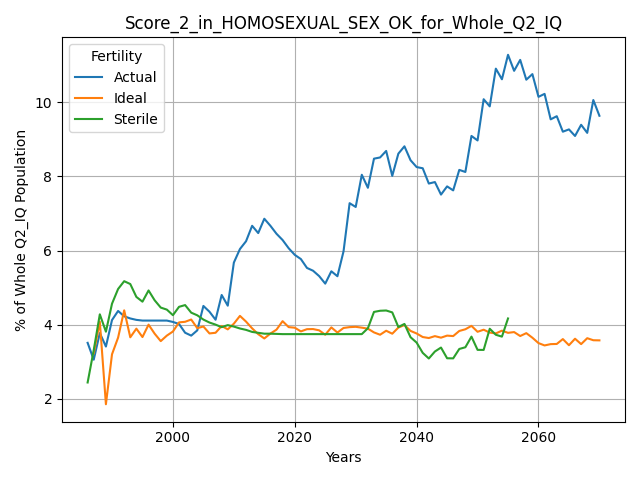 Score_2_in_HOMOSEXUAL_SEX_OK_for_Whole_Q2_IQ
Fertility
Actual
Ideal
Sterile
% of Whole Q2_IQ Population
10
8
6
4
2
2000 2020 2040 2060
Years